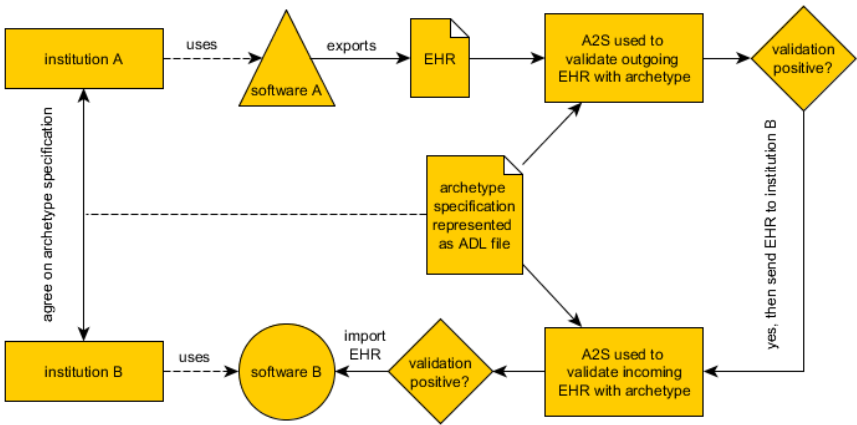 institution A
uses
software A
exports
EHR
A2S used to
validate outgoing
EHR with archetype
validation
positive?
agree on archetype specification
archetype
specification
represented
as ADL file
yes, then send EHR to institution B
institution B
uses
software B
import
EHR
validation
positive?
A2S used to
validate incoming
EHR with archetype